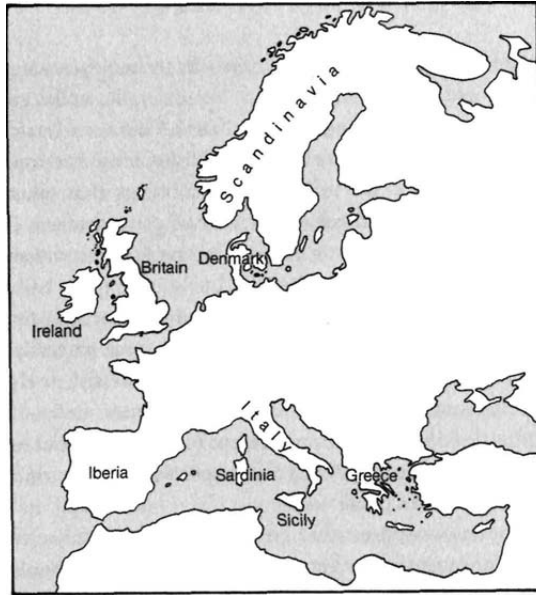 Scandinavia
Denmark
Britain
Ireland
Italy
Iberia
Sardinia
Greece
Sicily